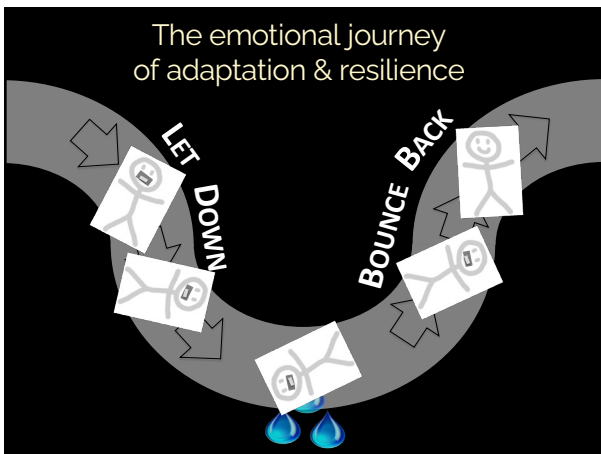 The emotional journey
of adaptation & resilience
LET DOWN
BOUNCE BACK